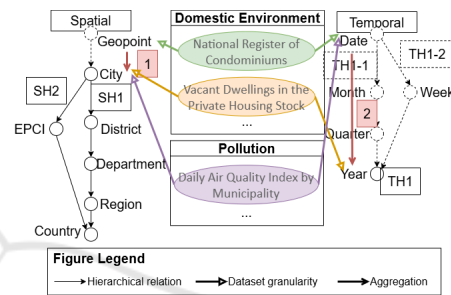 Spatial
Domestic Environment
Temporal
Geopoint
National Register of
Condominiums
Date
TH1-2
1
TH1-1
City
SH2
SH1
Vacant Dwellings in the
Private Housing Stock
Month
Week
...
2
EPCI
District
Quarter
Pollution
Department
Daily Air Quality Index by
Municipality
Year
TH1
Region
...
Country
Figure Legend
Hierarchical relation
Dataset granularity
Aggregation